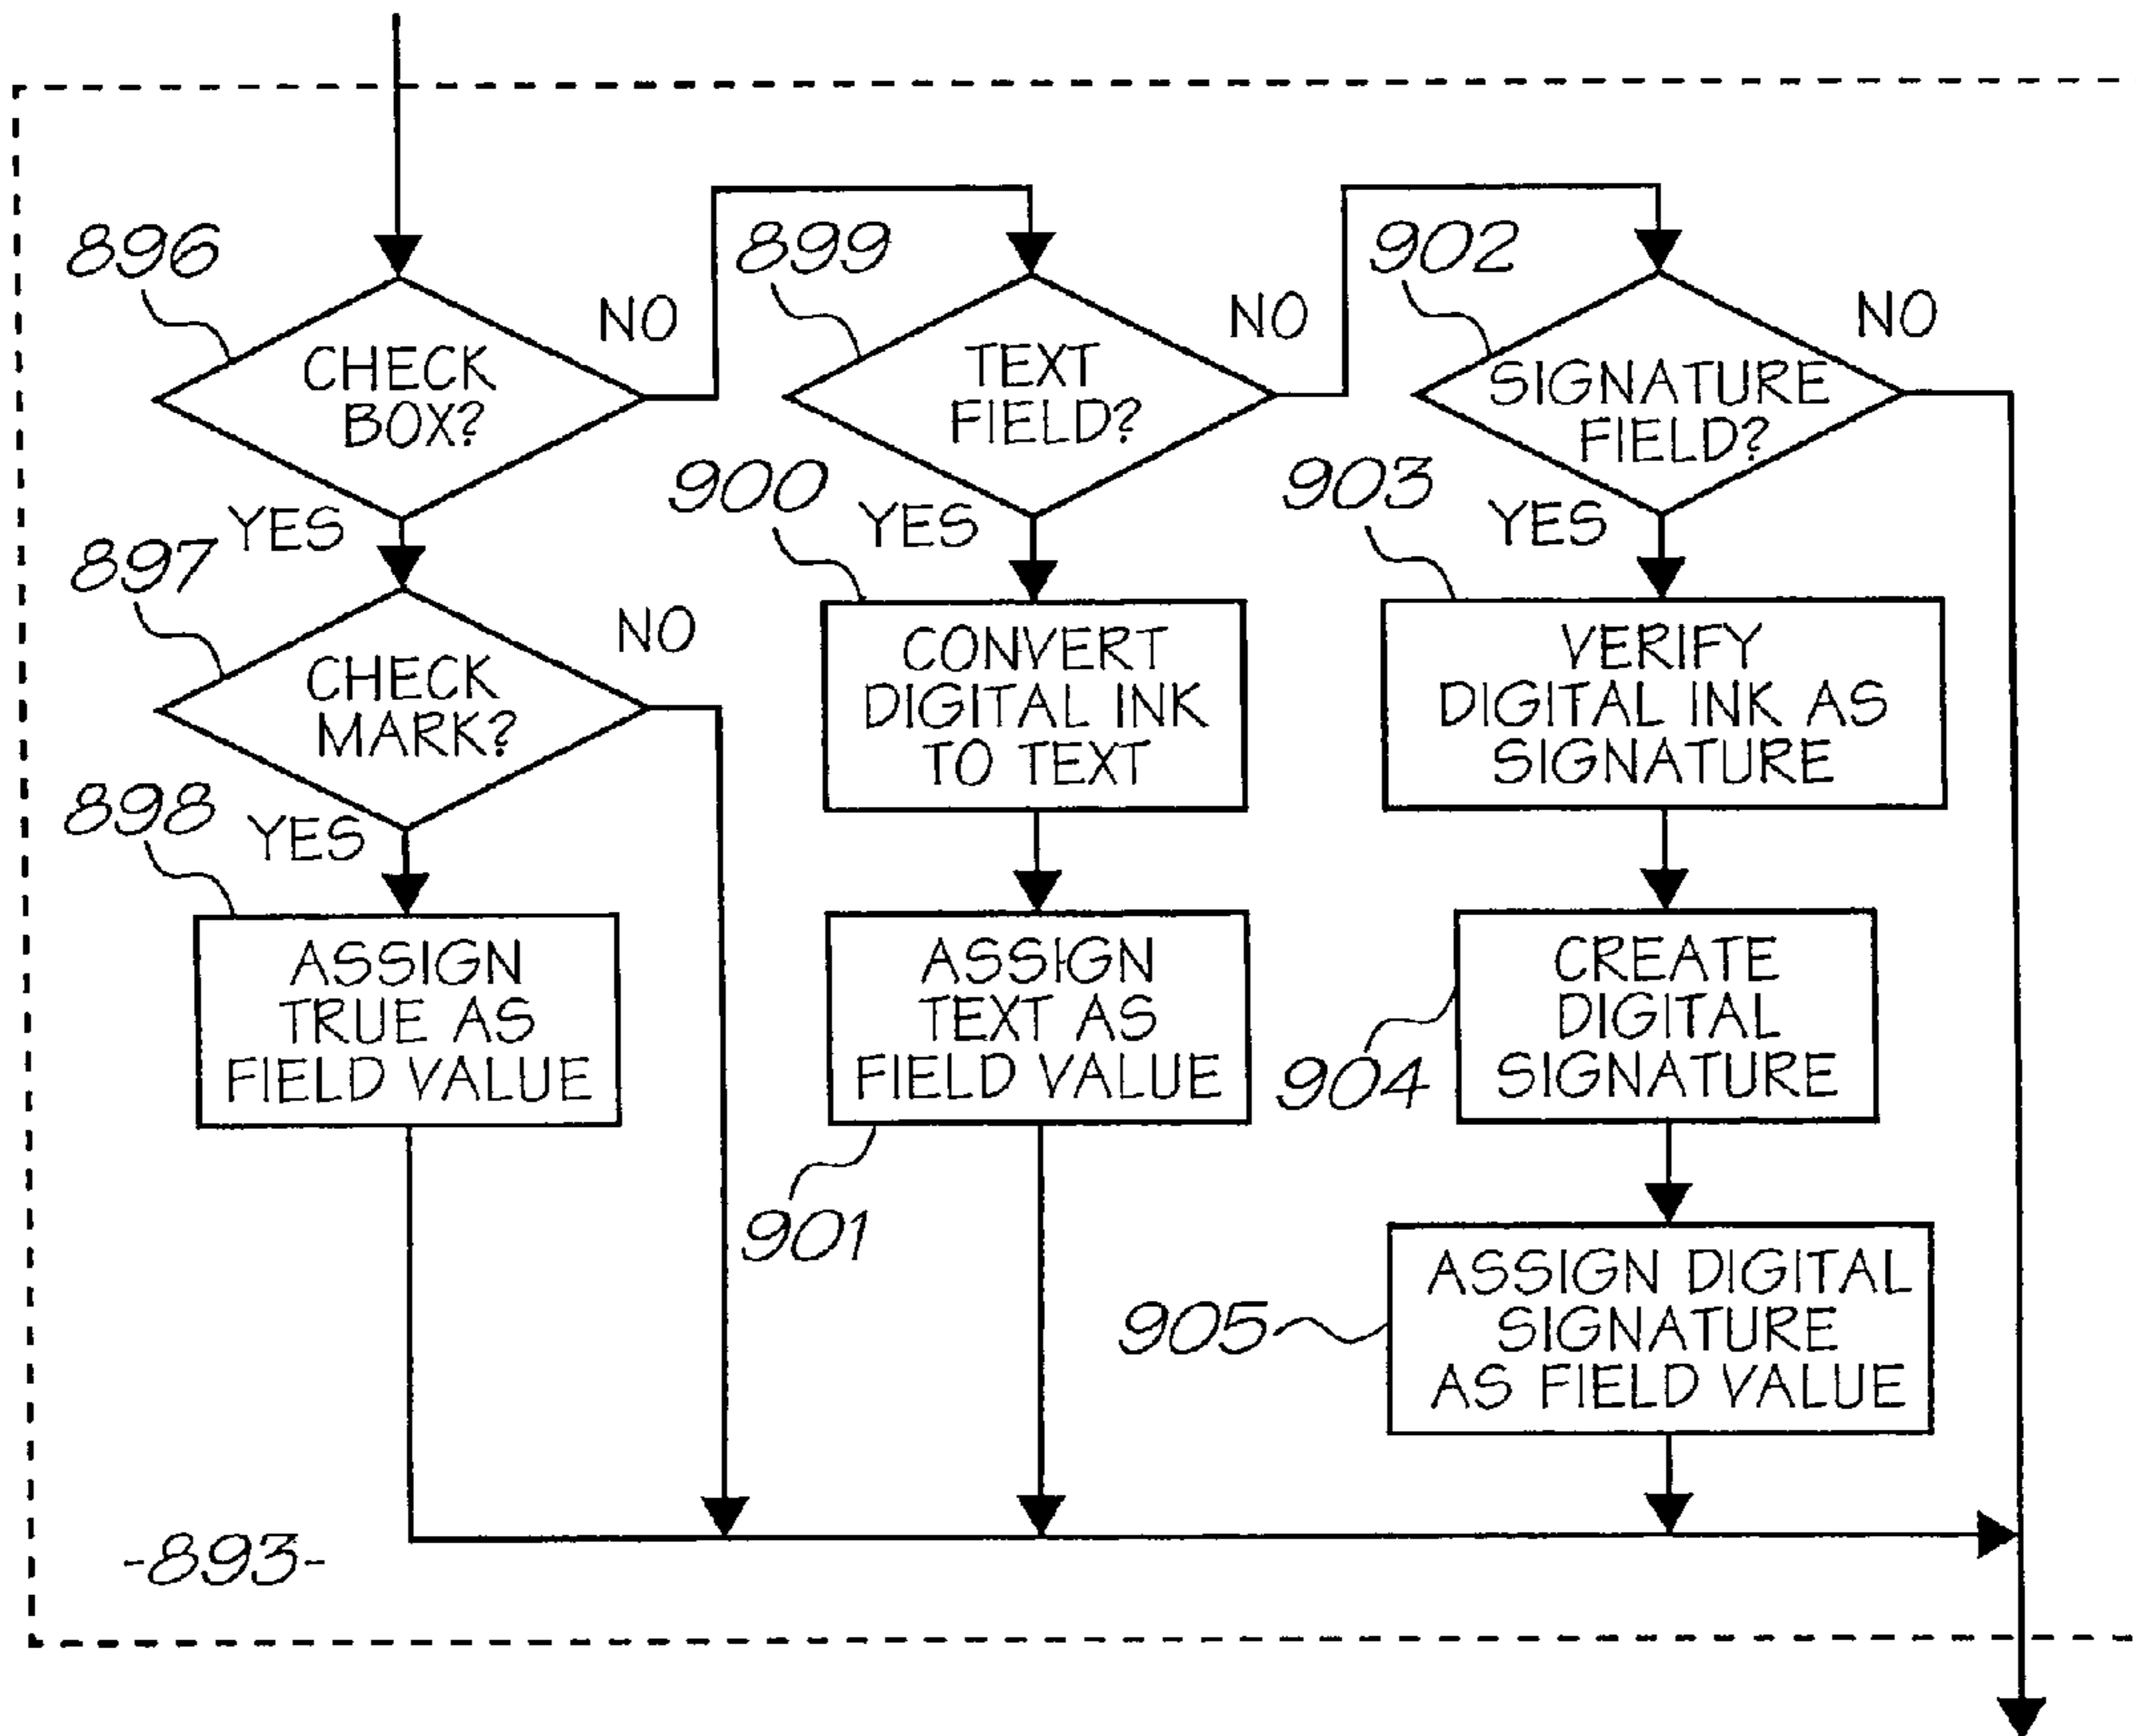 896
CHECK
BOX?
NO
YES
897
CHECK
MARK?
NO
898
YES
ASSIGN
TRUE AS
FIELD VALUE
899
TEXT
FIELD?
NO
900
YES
CONVERT
DIGITAL INK
TO TEXT
ASSIGN
TEXT AS
FIELD VALUE
901
902
SIGNATURE
FIELD?
NO
903
YES
VERIFY
DIGITAL INK AS
SIGNATURE
CREATE
DIGITAL
SIGNATURE
904
ASSIGN DIGITAL
SIGNATURE
AS FIELD VALUE
905
-893-